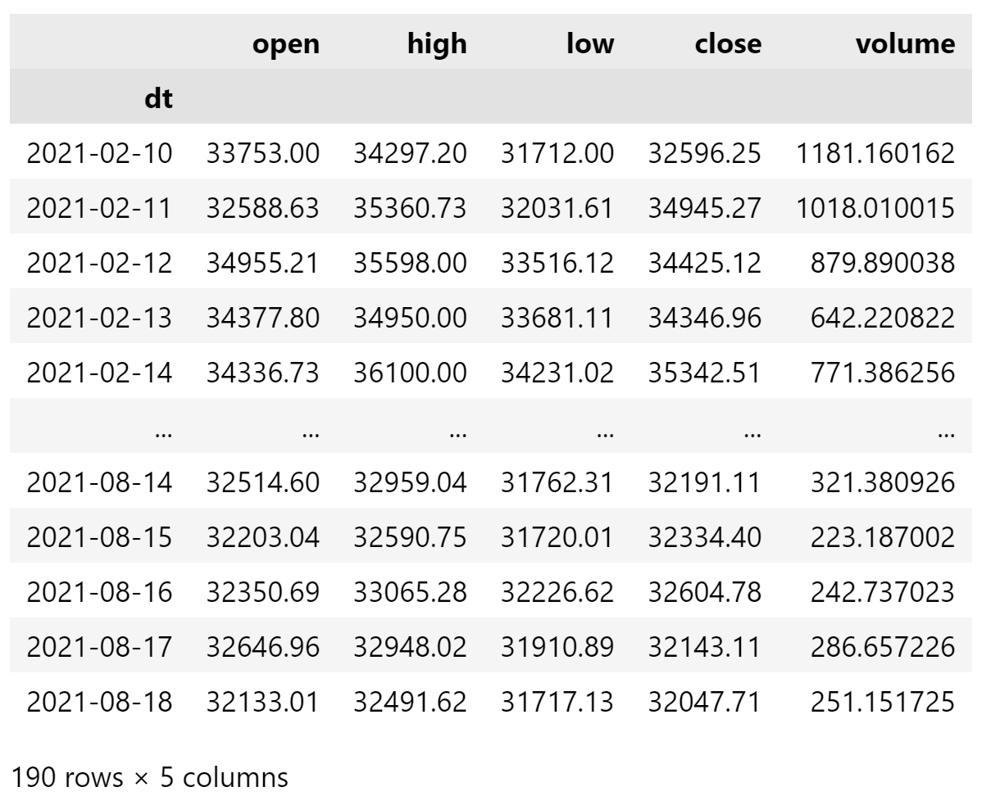 open high low close volume
dt
2021-02-10 33753.00 34297.20 31712.00 32596.25 1181.160162
2021-02-11 32588.63 35360.73 32031.61 34945.27 1018.010015
2021-02-12 34955.21 35598.00 33516.12 34425.12 879.890038
2021-02-13 34377.80 34950.00 33681.11 34346.96 642.220822
2021-02-14 34336.73 36100.00 34231.02 35342.51 771.386256
... ... ... ... ... ...
2021-08-14 32514.60 32959.04 31762.31 32191.11 321.380926
2021-08-15 32203.04 32590.75 31720.01 32334.40 223.187002
2021-08-16 32350.69 33065.28 32226.62 32604.78 242.737023
2021-08-17 32646.96 32948.02 31910.89 32143.11 286.657226
2021-08-18 32133.01 32491.62 31717.13 32047.71 251.151725
190 rows × 5 columns